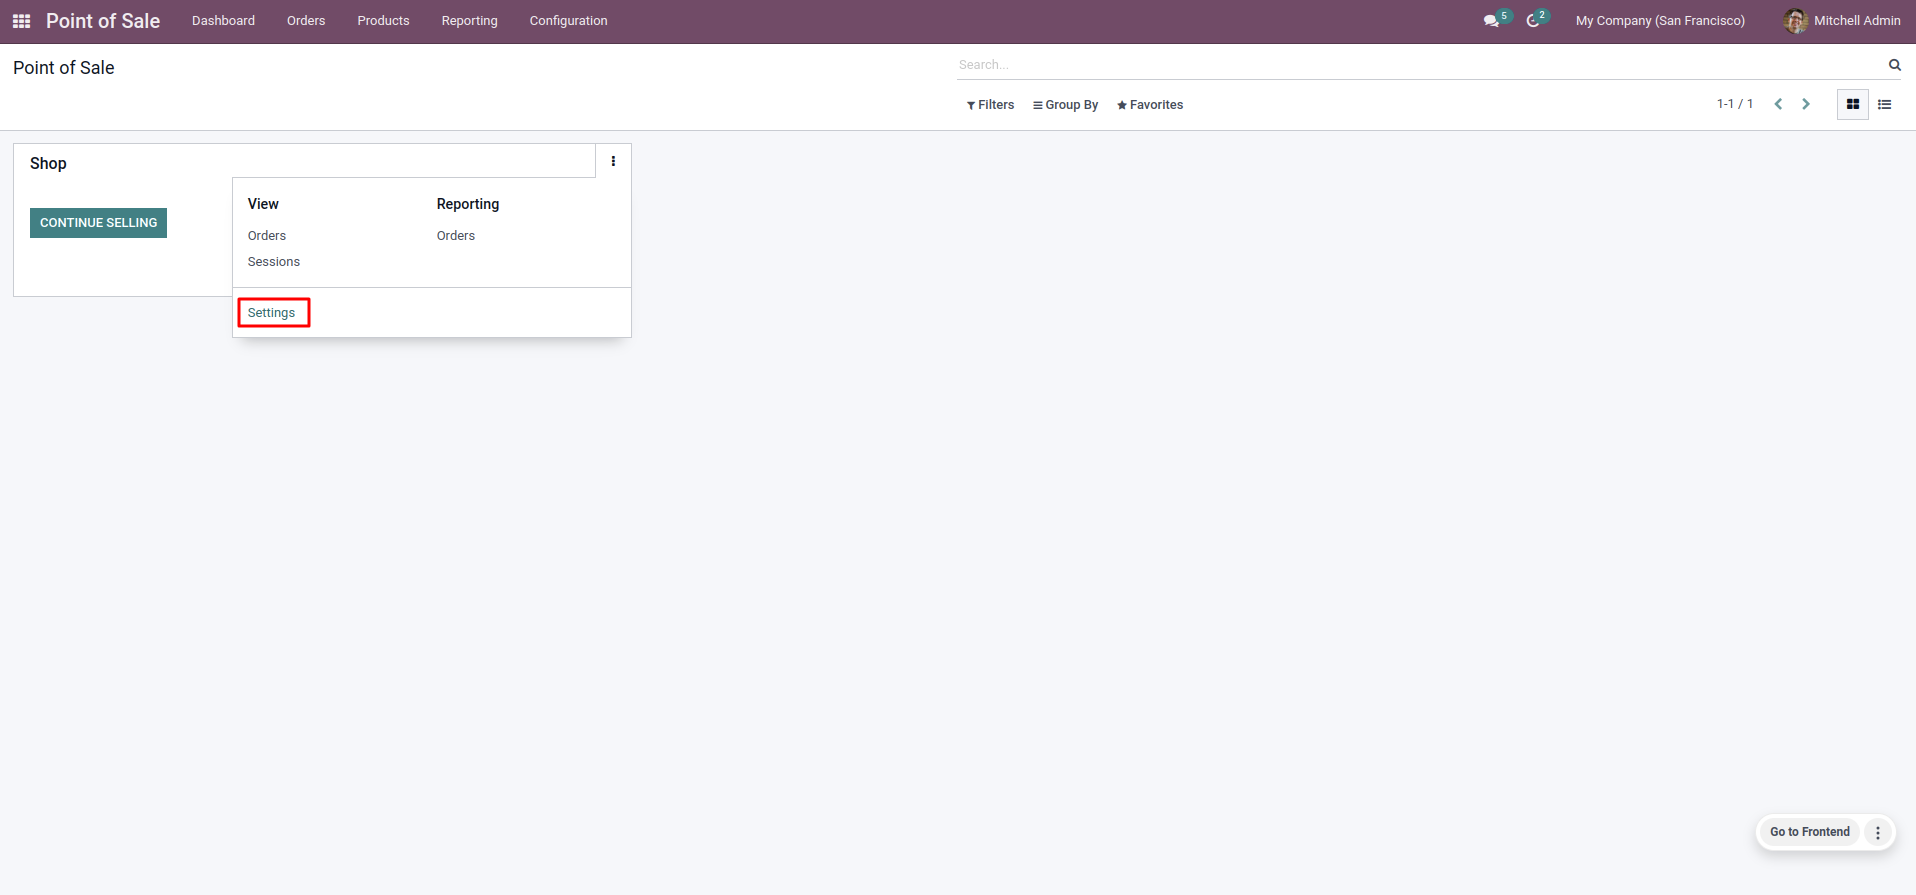 Point of Sale Dashboard Orders Products Reporting Configuration 5 2 My Company (San Francisco) Mitchell Admin
Point of Sale
Search...
Filters Group By Favorites 1-1 / 1
Shop
View Reporting
CONTINUE SELLING
Orders Orders
Sessions
Settings
Go to Frontend